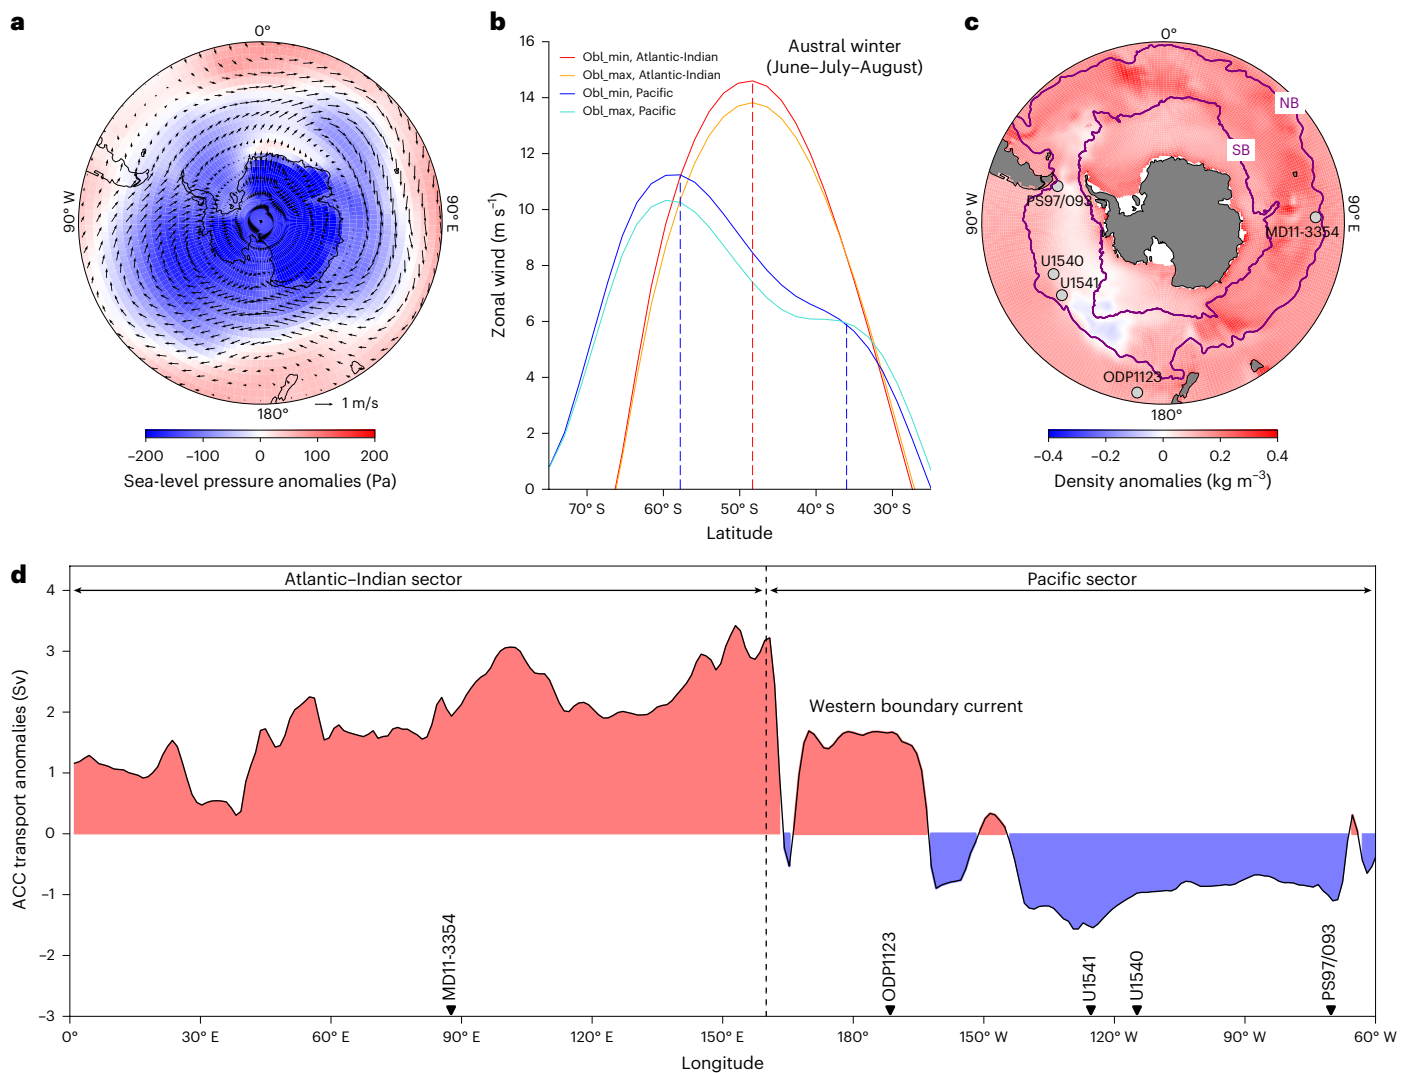 a
0°
90° W
90° E
180°
1 m/s
−200 −100 0 100 200
Sea-level pressure anomalies (Pa)
b
Obl_min, Atlantic-Indian
Obl_max, Atlantic-Indian
Obl_min, Pacific
Obl_max, Pacific
Austral winter
(June–July–August)
Zonal wind (m s−1)
16
14
12
10
8
6
4
2
0
70° S 60° S 50° S 40° S 30° S
Latitude
c
0°
NB
SB
PS97/093
90° W
90° E
MD11-3354
U1540
U1541
ODP1123
180°
−0.4 −0.2 0 0.2 0.4
Density anomalies (kg m−3)
d
Atlantic–Indian sector
Pacific sector
Western boundary current
ACC transport anomalies (Sv)
4
3
2
1
0
−1
−2
−3
MD11-3354
ODP1123
U1541
U1540
PS97/093
0° 30° E 60° E 90° E 120° E 150° E 180° 150° W 120° W 90° W 60° W
Longitude